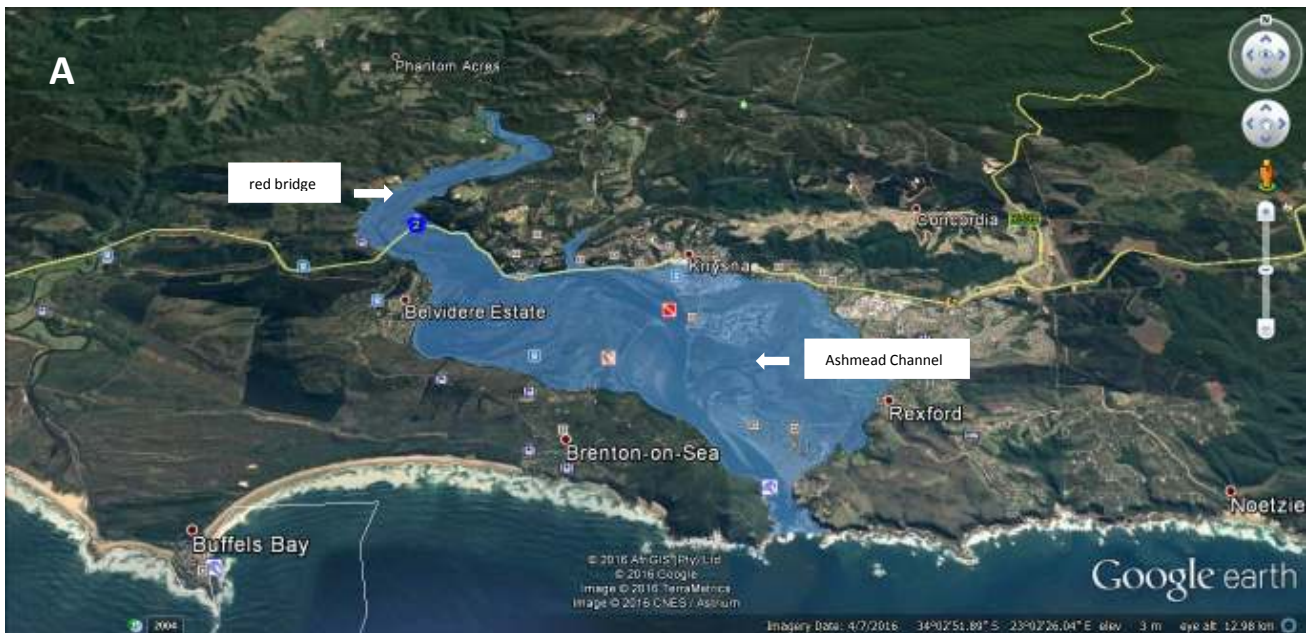 A
N
Phantom Acres
red bridge
2
Concordia
Knysna
Belvidere Estate
Ashmead Channel
Rexford
Brenton-on-Sea
Noetzie
Buffels Bay
© 2016 AfriGIS (Pty) Ltd.
© 2016 Google
Image © 2016 TerraMetrics
Image © 2016 CNES / Astrium
Google earth
2004
Imagery Date: 4/7/2016 34°02'51.89" S 23°02'26.04" E elev 3 m eye alt 12.98 km